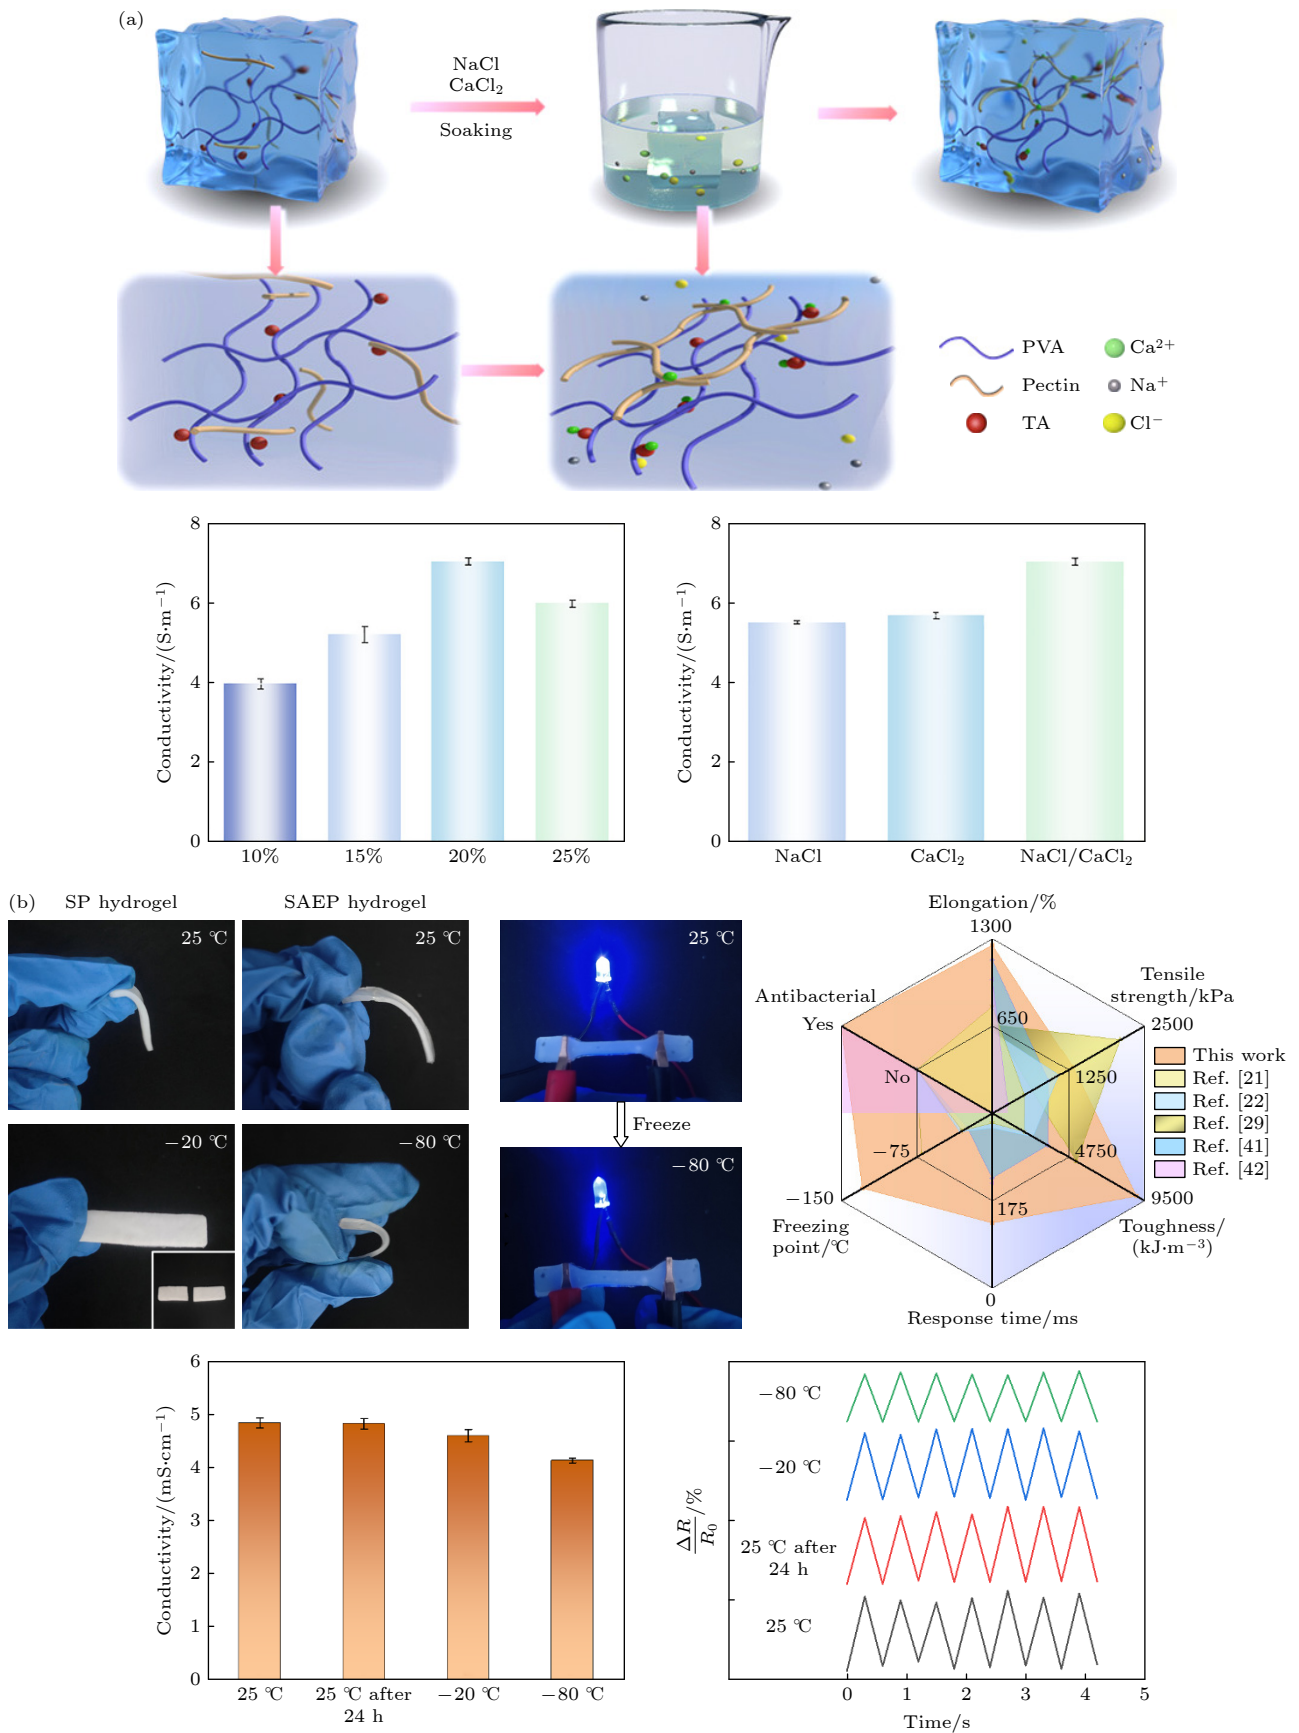 (a)
NaCl
CaCl₂
Soaking
PVA
Ca²⁺
Pectin
Na⁺
TA
Cl⁻
Conductivity/(S·m⁻¹)
8
6
4
2
0
10%
15%
20%
25%
Conductivity/(S·m⁻¹)
8
6
4
2
0
NaCl
CaCl₂
NaCl/CaCl₂
(b)
SP hydrogel
SAEP hydrogel
25 ℃
25 ℃
−20 ℃
−80 ℃
25 ℃
Freeze
−80 ℃
Elongation/%
1300
Tensile
strength/kPa
2500
Antibacterial
Yes
650
No
1250
−75
4750
−150
175
9500
Freezing
point/℃
Toughness/
(kJ·m⁻³)
0
Response time/ms
This work
Ref. [21]
Ref. [22]
Ref. [29]
Ref. [41]
Ref. [42]
Conductivity/(mS·cm⁻¹)
6
5
4
3
2
1
0
25 ℃
25 ℃ after
24 h
−20 ℃
−80 ℃
ΔR/R₀/%
−80 ℃
−20 ℃
25 ℃ after
24 h
25 ℃
0
1
2
3
4
5
Time/s